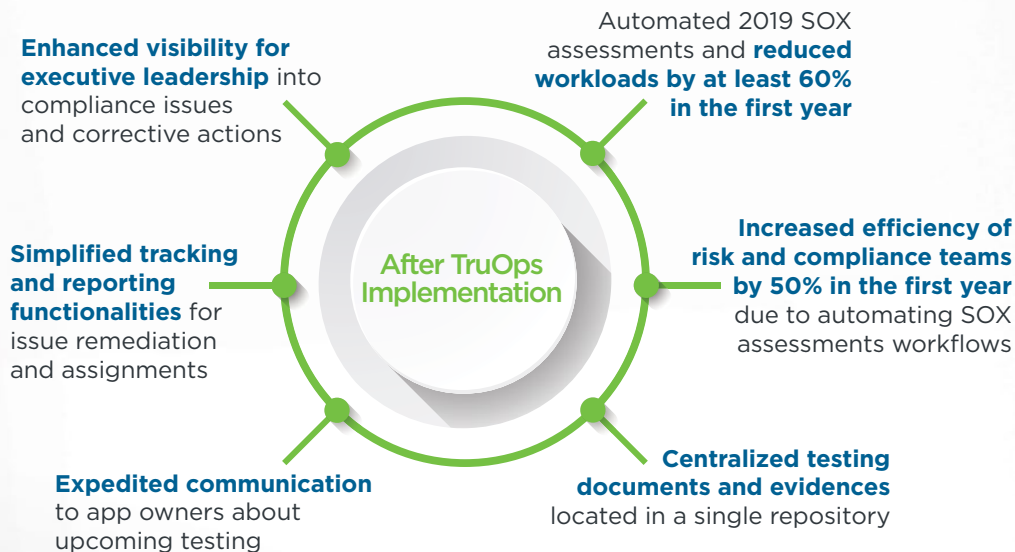 Enhanced visibility for
executive leadership into
compliance issues
and corrective actions
Automated 2019 SOX
assessments and reduced
workloads by at least 60%
in the first year
Simplified tracking
and reporting
functionalities for
issue remediation
and assignments
After TruOps
Implementation
Increased efficiency of
risk and compliance teams
by 50% in the first year
due to automating SOX
assessments workflows
Expedited communication
to app owners about
upcoming testing
Centralized testing
documents and evidences
located in a single repository